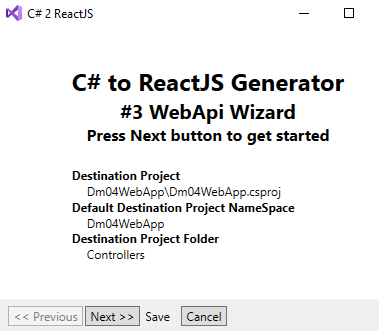 C# 2 ReactJS
C# to ReactJS Generator
#3 WebApi Wizard
Press Next button to get started
Destination Project
Dm04WebApp\Dm04WebApp.csproj
Default Destination Project NameSpace
Dm04WebApp
Destination Project Folder
Controllers
<< Previous Next >> Save Cancel